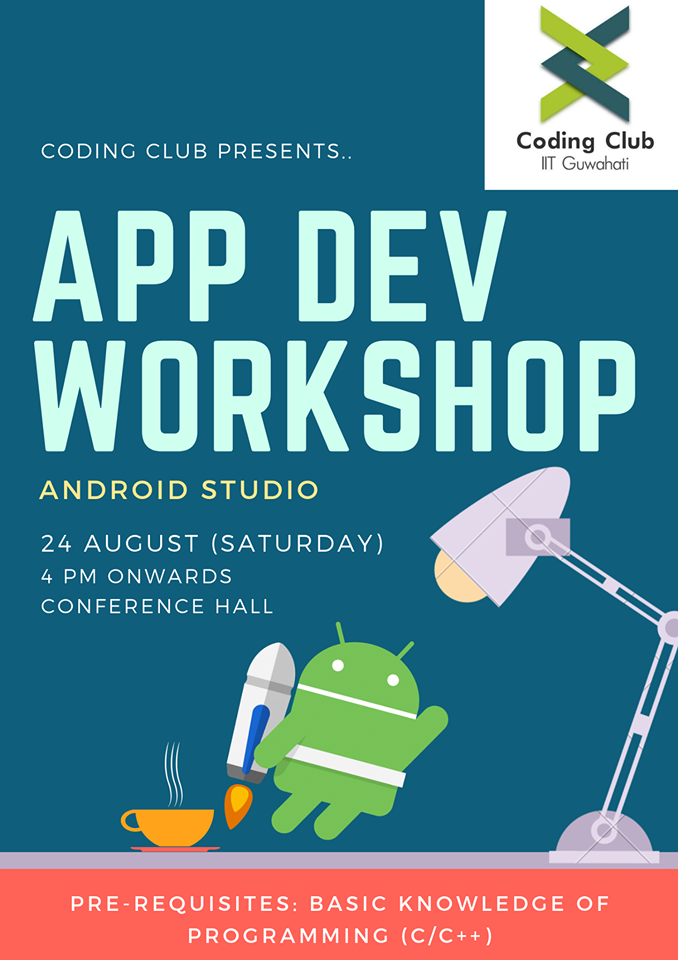 Coding Club
IIT Guwahati
CODING CLUB PRESENTS..
APP DEV
WORKSHOP
ANDROID STUDIO
24 AUGUST (SATURDAY)
4 PM ONWARDS
CONFERENCE HALL
PRE-REQUISITES: BASIC KNOWLEDGE OF
PROGRAMMING (C/C++)